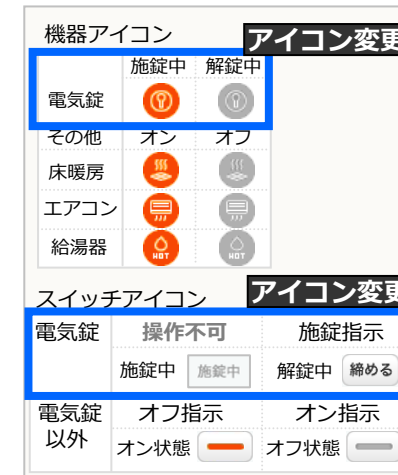 機器アイコン
アイコン変更
施錠中 解錠中
電気錠
その他 オン オフ
床暖房
エアコン
給湯器 HOT HOT
スイッチアイコン
アイコン変更
電気錠 操作不可 施錠指示
施錠中 施錠中 解錠中 締める
電気錠 オフ指示 オン指示
以外 オン状態 オフ状態